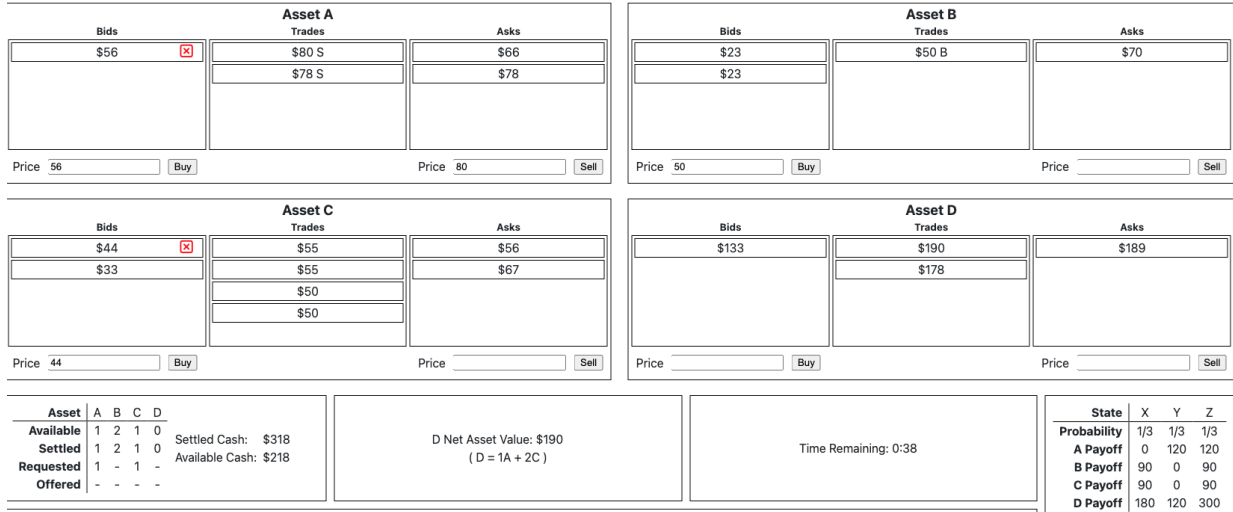 Asset A
Bids Trades Asks
$56 $80 S $66
$78 S $78
Price 56 Buy Price 80 Sell
Asset B
Bids Trades Asks
$23 $50 B $70
$23
Price 50 Buy Price Sell
Asset C
Bids Trades Asks
$44 $55 $56
$33 $55 $67
$50
$50
Price 44 Buy Price Sell
Asset D
Bids Trades Asks
$133 $190 $189
$178
Price Buy Price Sell
Asset A B C D
Available 1 2 1 0
Settled 1 2 1 0
Requested 1 - 1 -
Offered - - - -
Settled Cash: $318
Available Cash: $218
D Net Asset Value: $190
( D = 1A + 2C )
Time Remaining: 0:38
State X Y Z
Probability 1/3 1/3 1/3
A Payoff 0 120 120
B Payoff 90 0 90
C Payoff 90 0 90
D Payoff 180 120 300